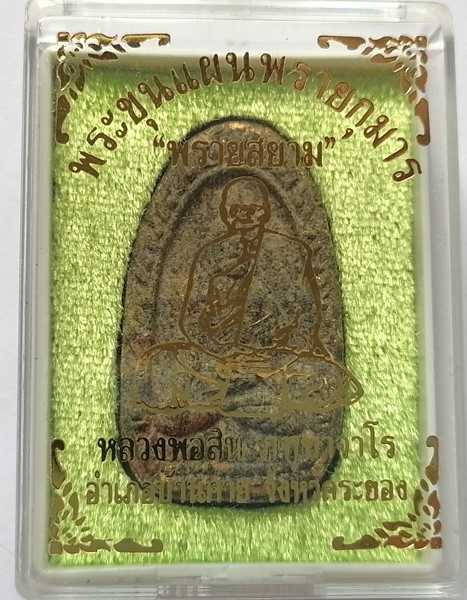 พระขุนแผนพรายกุมาร
"พรายสยาม"
หลวงพ่อสิน
อำเภอบ้านค่าย จังหวัดระยอง